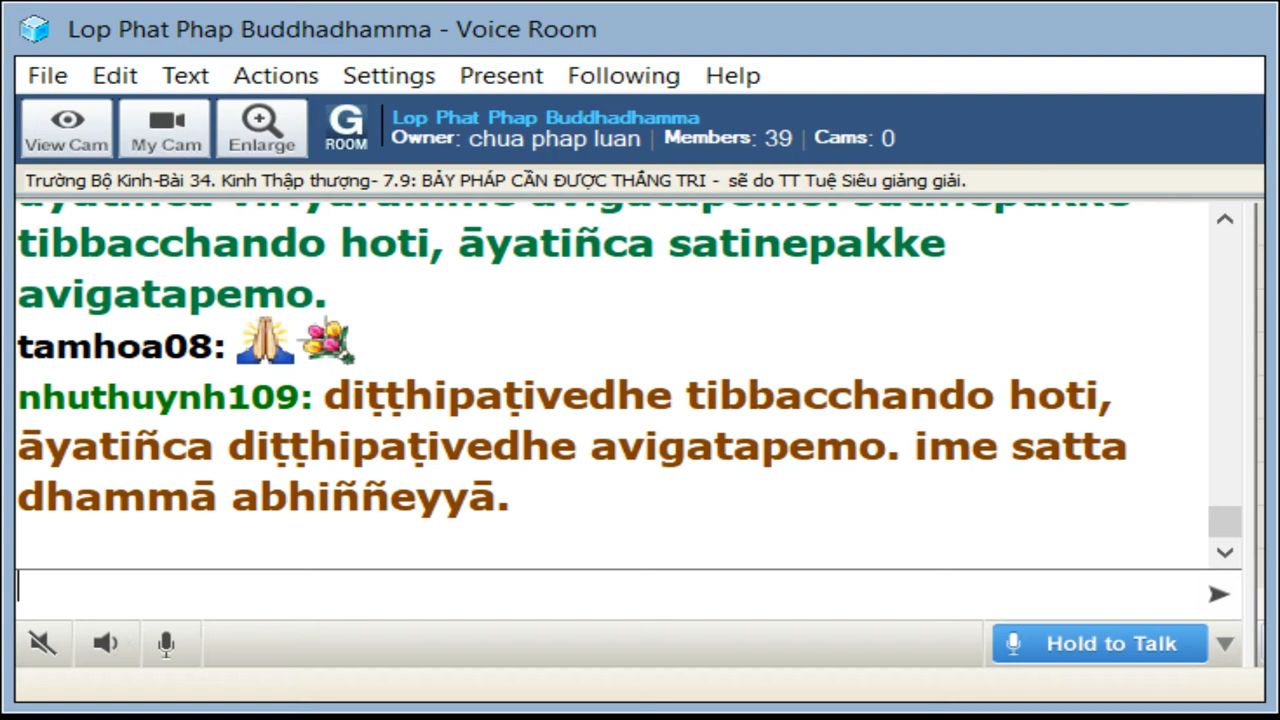 Lop Phat Phap Buddhadhamma - Voice Room
File Edit Text Actions Settings Present Following Help
View Cam My Cam Enlarge G ROOM
Lop Phat Phap Buddhadhamma
Owner: chua phap luan | Members: 39 | Cams: 0
Trường Bộ Kinh-Bài 34. Kinh Thập thượng- 7.9: BẢY PHÁP CẦN ĐƯỢC THẮNG TRI - sẽ do TT Tuệ Siêu giảng giải.
tibbacchando hoti, āyatiñca satinepakke
avigatapemo.
tamhoa08:
nhuthuynh109: diṭṭhipaṭivedhe tibbacchando hoti,
āyatiñca diṭṭhipaṭivedhe avigatapemo. ime satta
dhammā abhiññeyyā.
Hold to Talk